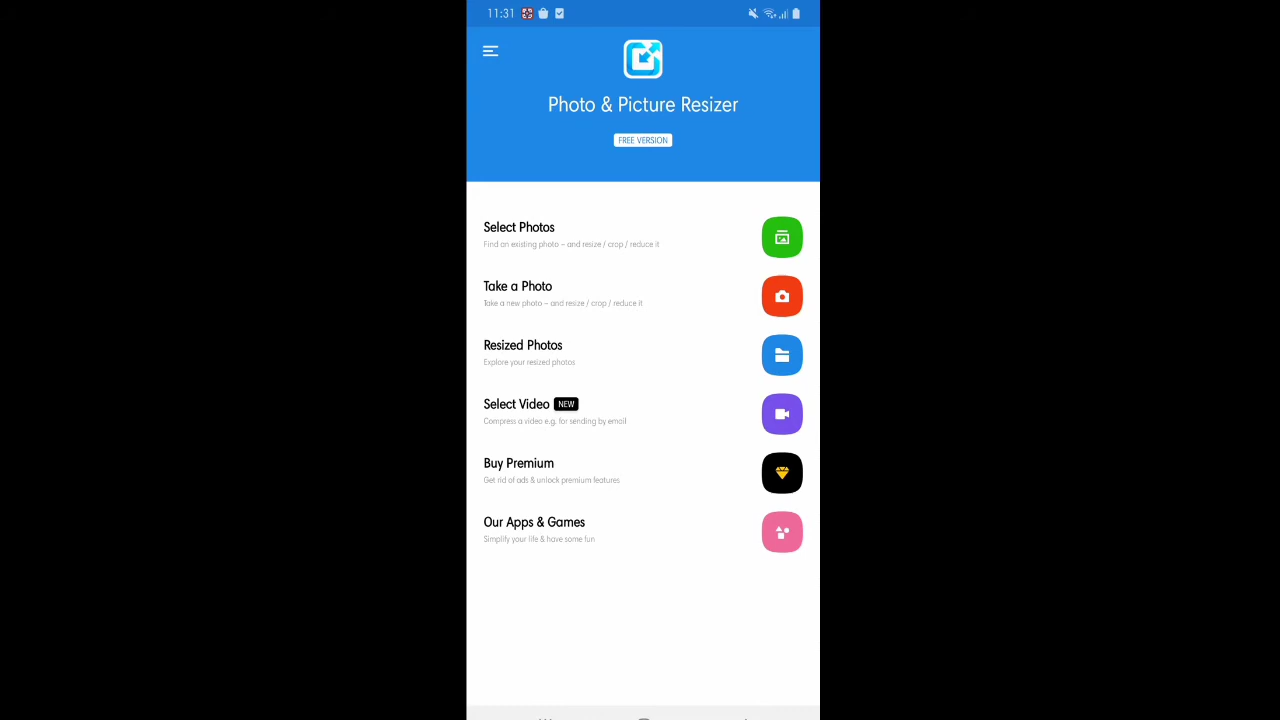 11:31
Photo & Picture Resizer
FREE VERSION
Select Photos
Find an existing photo – and resize / crop / reduce it
Take a Photo
Take a new photo – and resize / crop / reduce it
Resized Photos
Explore your resized photos
Select Video NEW
Compress a video e.g. for sending by email
Buy Premium
Get rid of ads & unlock premium features
Our Apps & Games
Simplify your life & have some fun